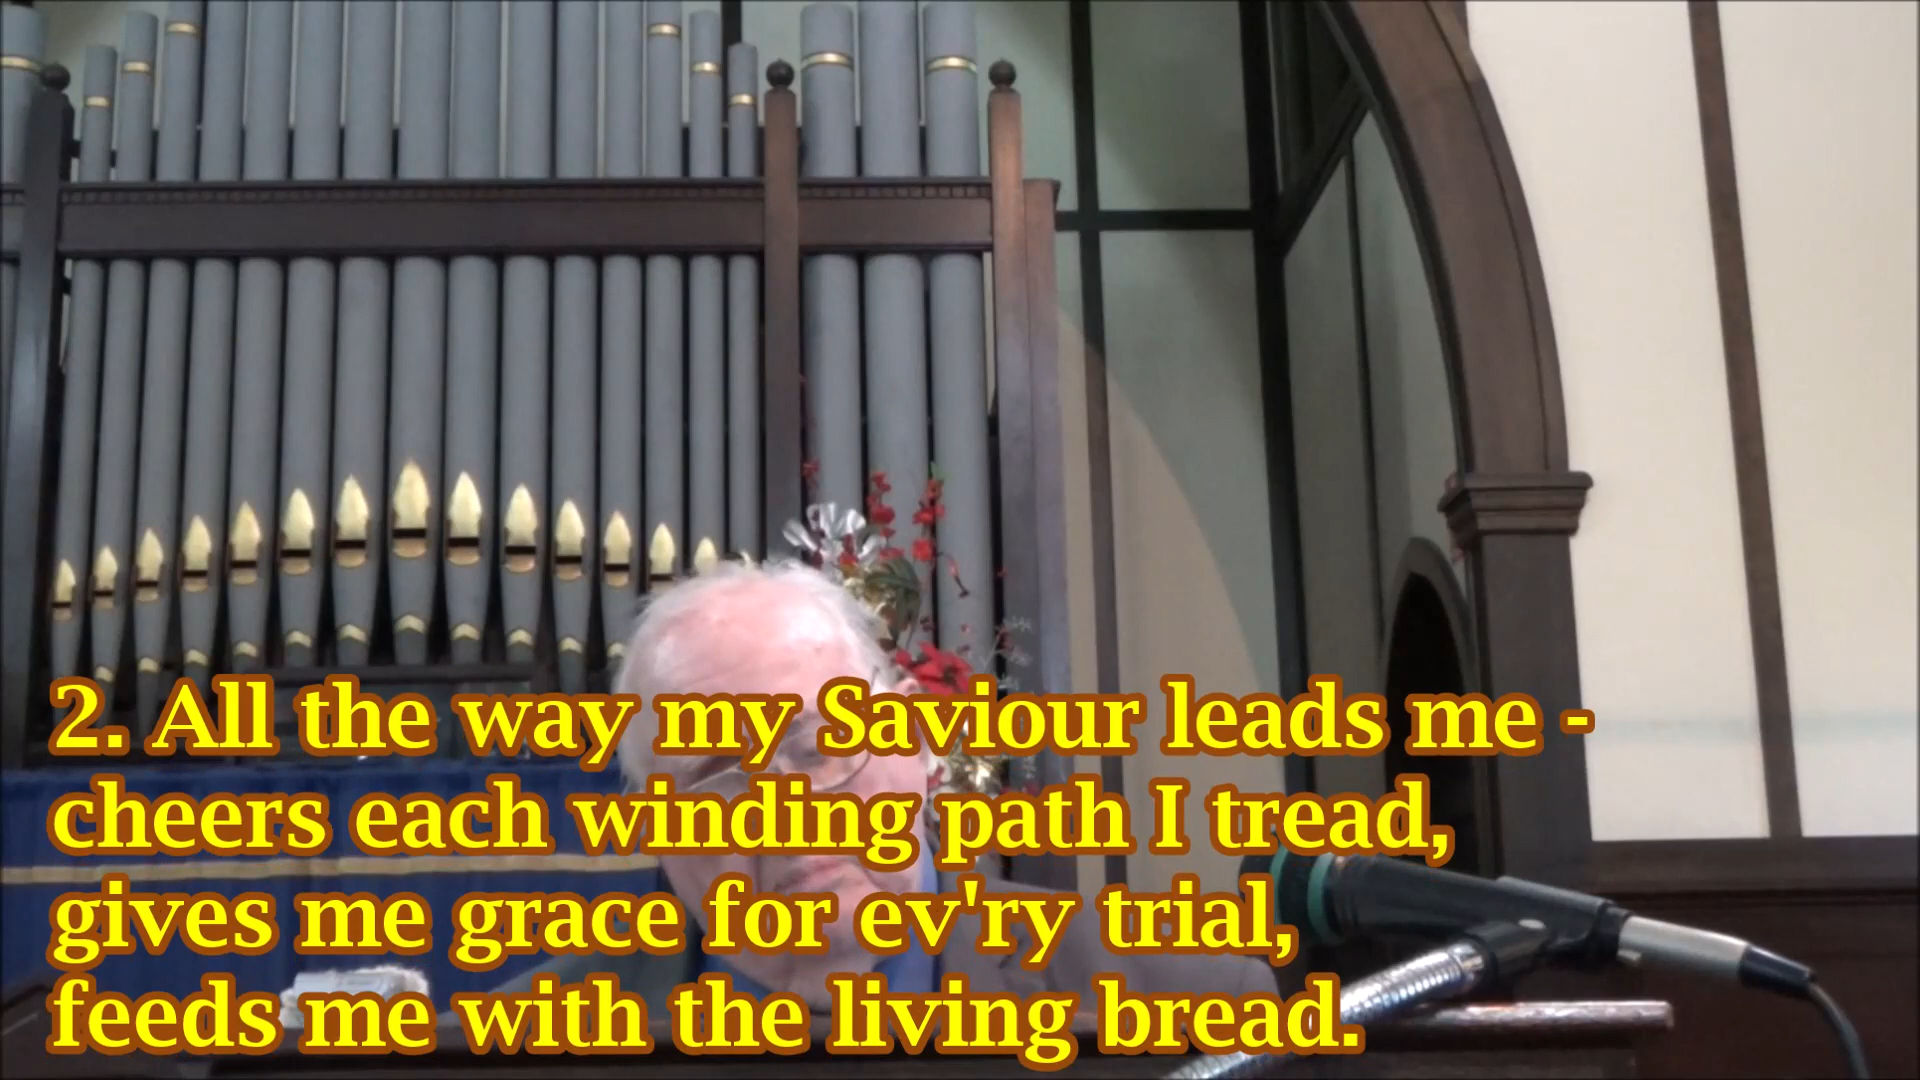 2. All the way my Saviour leads me -
cheers each winding path I tread,
gives me grace for ev'ry trial,
feeds me with the living bread.